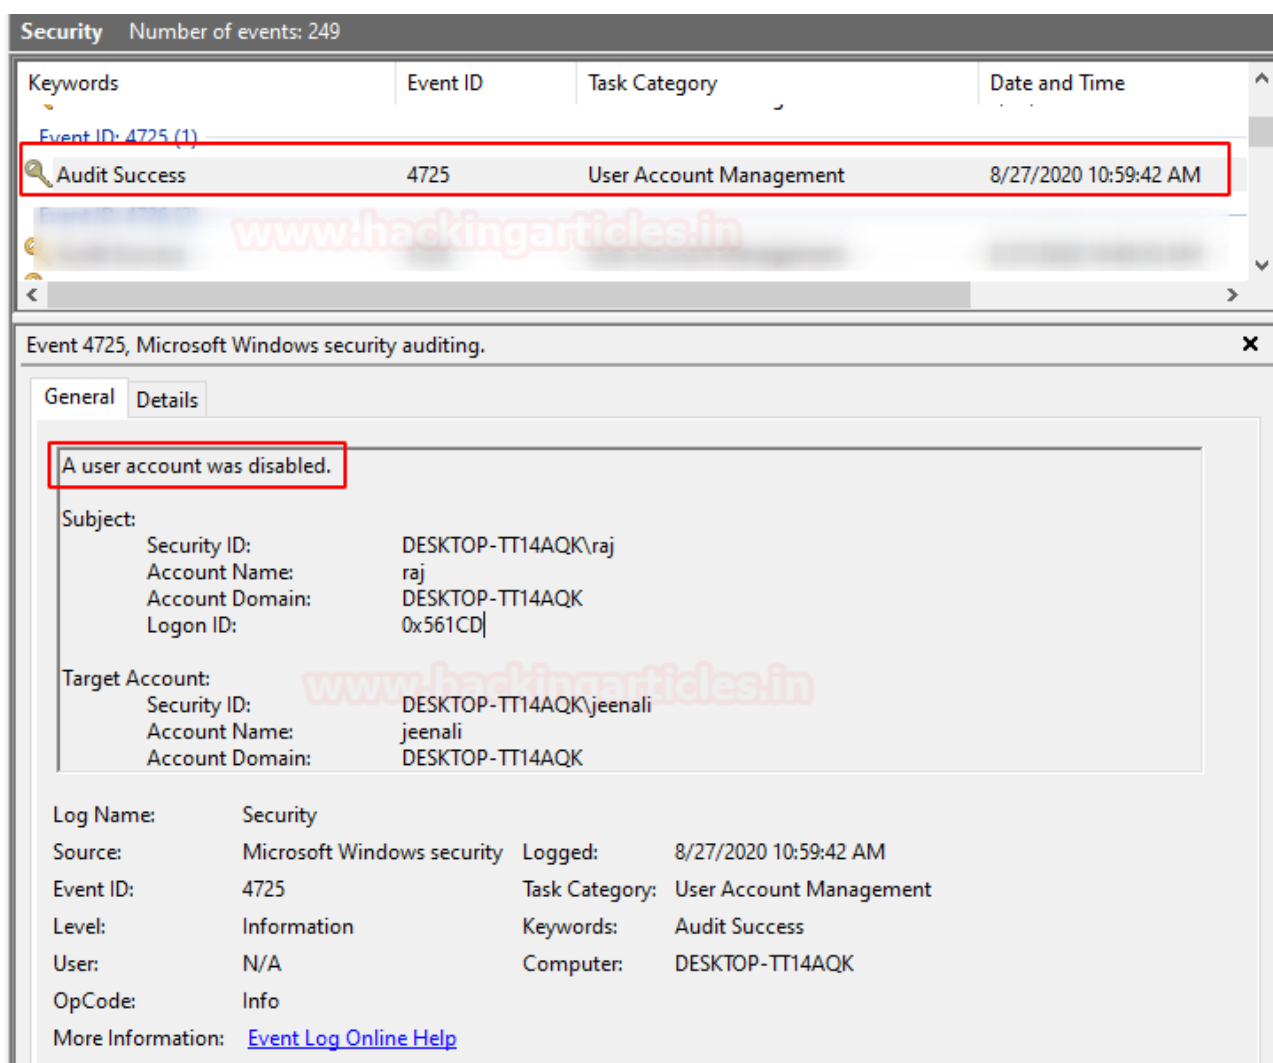 Security Number of events: 249
Keywords Event ID Task Category Date and Time
Event ID: 4725 (1)
Audit Success 4725 User Account Management 8/27/2020 10:59:42 AM
www.hackingarticles.in
Event 4725, Microsoft Windows security auditing.
General Details
A user account was disabled.
Subject:
Security ID: DESKTOP-TT14AQK\raj
Account Name: raj
Account Domain: DESKTOP-TT14AQK
Logon ID: 0x561CD
Target Account:
www.hackingarticles.in
Security ID: DESKTOP-TT14AQK\jeenali
Account Name: jeenali
Account Domain: DESKTOP-TT14AQK
Log Name: Security
Source: Microsoft Windows security Logged: 8/27/2020 10:59:42 AM
Event ID: 4725 Task Category: User Account Management
Level: Information Keywords: Audit Success
User: N/A Computer: DESKTOP-TT14AQK
OpCode: Info
More Information: Event Log Online Help